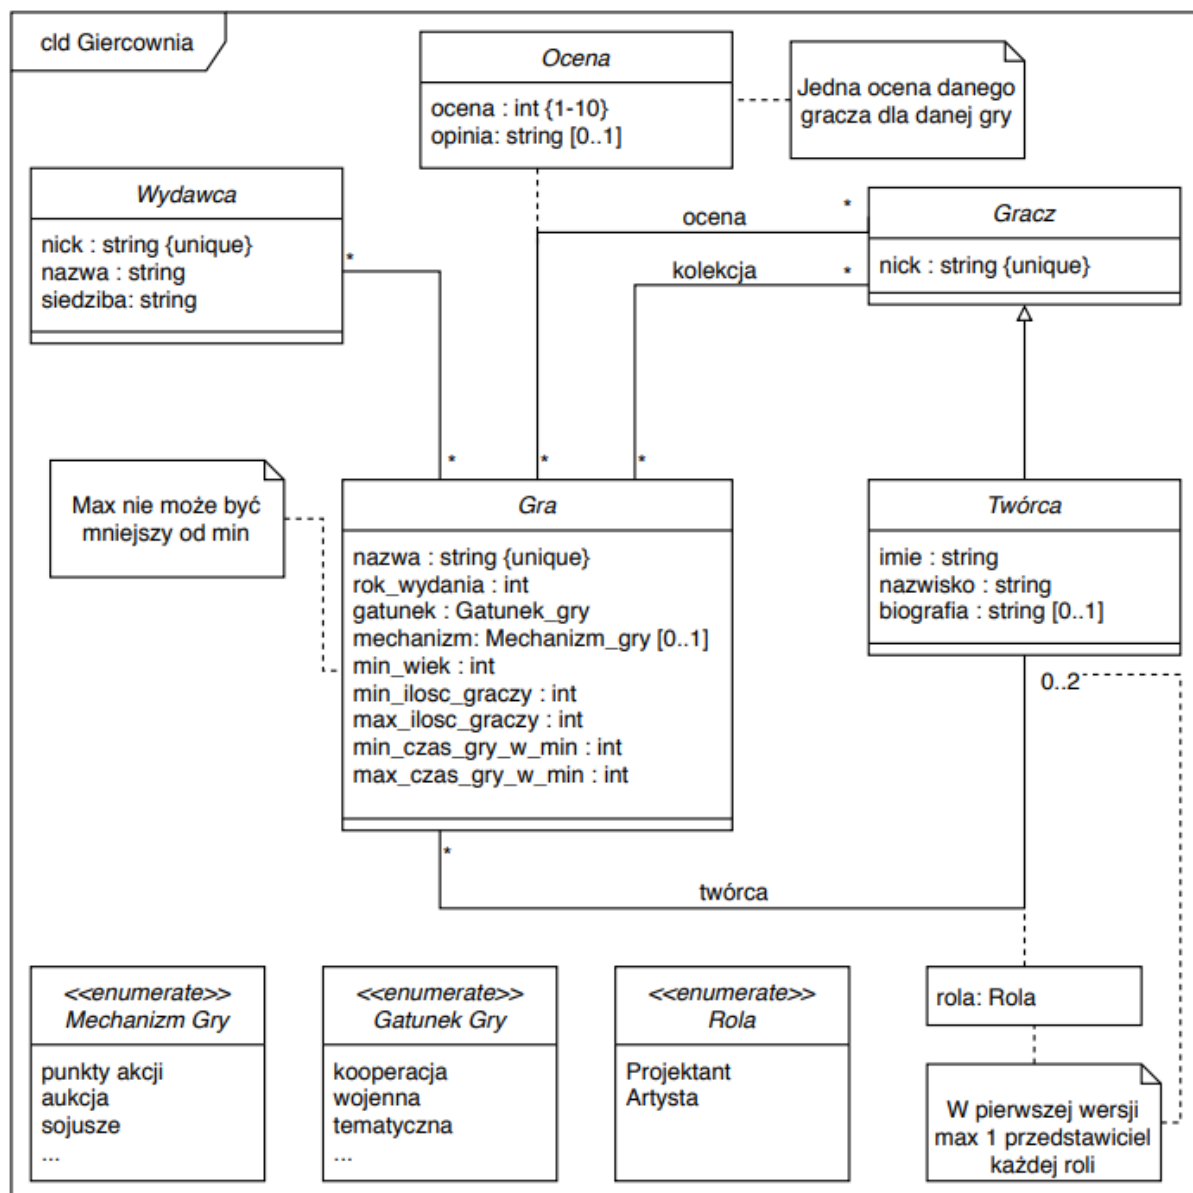 cld Giercownia
Ocena
ocena : int {1-10}
opinia: string [0..1]
Jedna ocena danego
gracza dla danej gry
Wydawca
nick : string {unique}
nazwa : string
siedziba: string
*
*
ocena
*
*
kolekcja
*
*
Gracz
nick : string {unique}
Max nie może być
mniejszy od min
Gra
nazwa : string {unique}
rok_wydania : int
gatunek : Gatunek_gry
mechanizm: Mechanizm_gry [0..1]
min_wiek : int
min_ilosc_graczy : int
max_ilosc_graczy : int
min_czas_gry_w_min : int
max_czas_gry_w_min : int
Twórca
imie : string
nazwisko : string
biografia : string [0..1]
0..2
*
twórca
<<enumerate>>
Mechanizm Gry
punkty akcji
aukcja
sojusze
...
<<enumerate>>
Gatunek Gry
kooperacja
wojenna
tematyczna
...
<<enumerate>>
Rola
Projektant
Artysta
rola: Rola
W pierwszej wersji
max 1 przedstawiciel
każdej roli